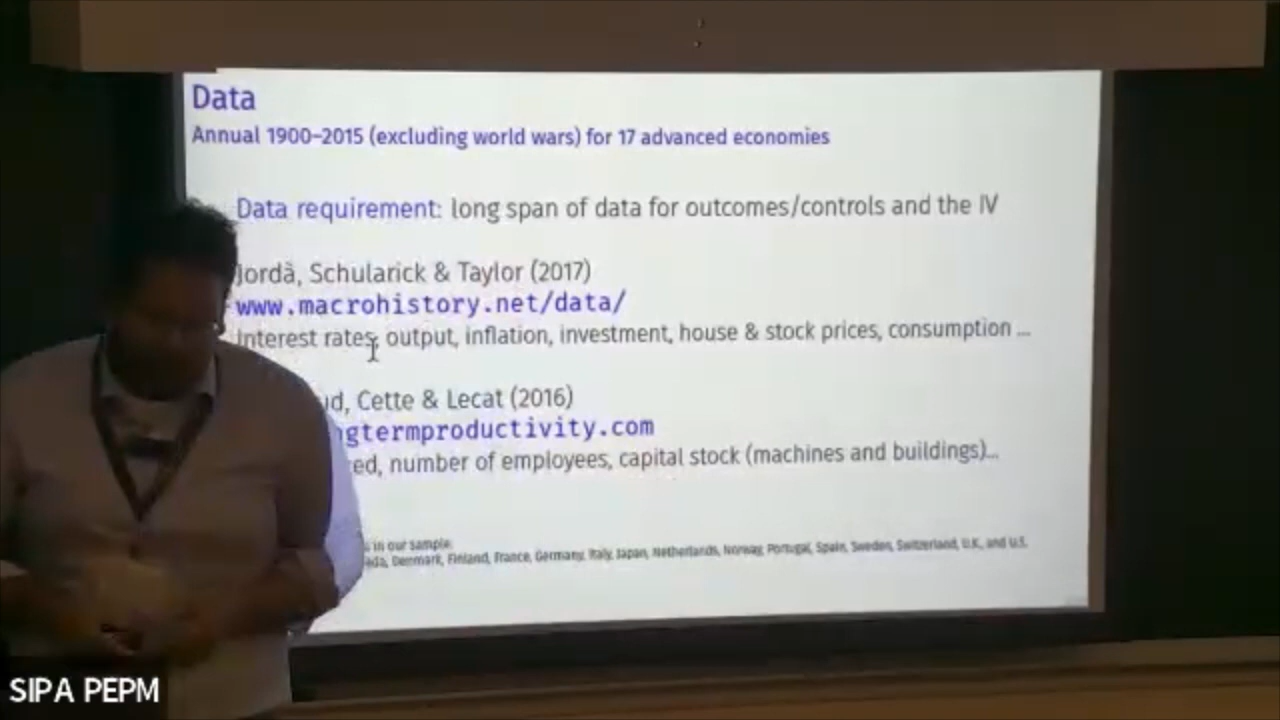 Data
Annual 1900–2015 (excluding world wars) for 17 advanced economies
Data requirement: long span of data for outcomes/controls and the IV
Jordà, Schularick & Taylor (2017)
www.macrohistory.net/data/
Interest rates, output, inflation, investment, house & stock prices, consumption ...
Cette & Lecat (2016)
gtermproductivity.com
ed, number of employees, capital stock (machines and buildings)...
in our sample:
Denmark, Finland, France, Germany, Italy, Japan, Netherlands, Norway, Portugal, Spain, Sweden, Switzerland, U.K., and U.S.
SIPA PEPM